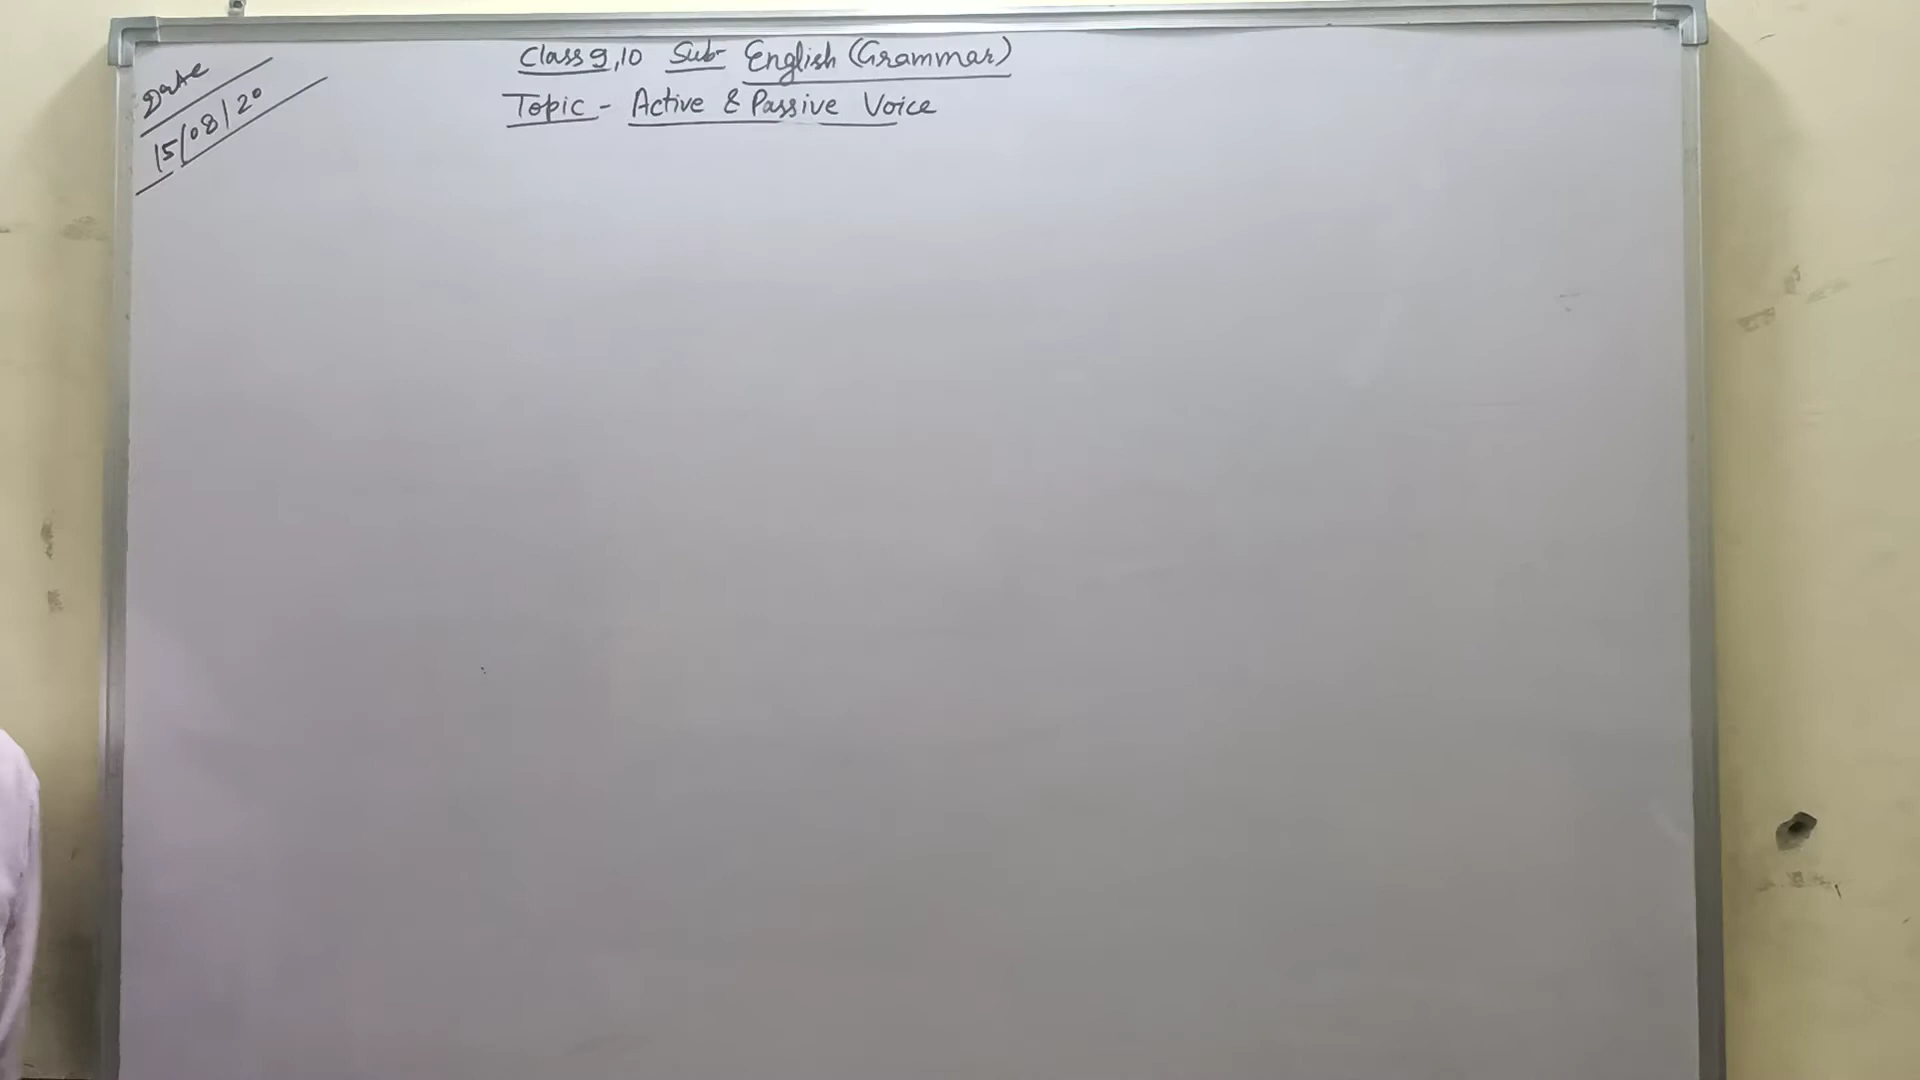 Date
15/08/20
Class 9,10 Sub- English (Grammar)
Topic - Active & Passive Voice